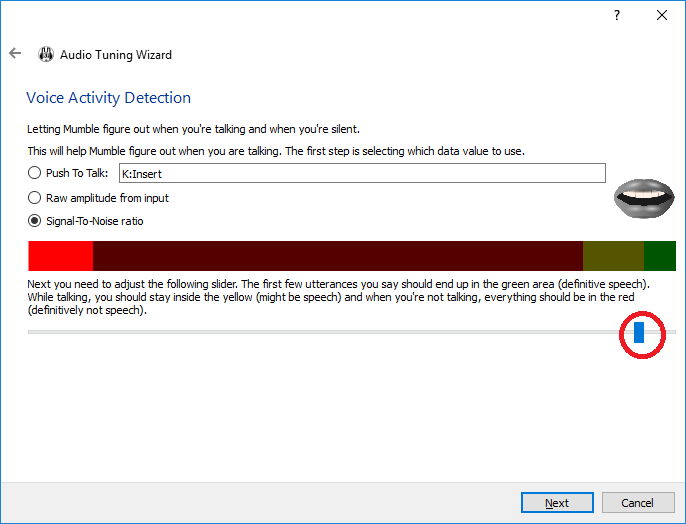 ?
Audio Tuning Wizard
Voice Activity Detection
Letting Mumble figure out when you're talking and when you're silent.
This will help Mumble figure out when you are talking. The first step is selecting which data value to use.
Push To Talk: K:Insert
Raw amplitude from input
Signal-To-Noise ratio
Next you need to adjust the following slider. The first few utterances you say should end up in the green area (definitive speech).
While talking, you should stay inside the yellow (might be speech) and when you're not talking, everything should be in the red
(definitively not speech).
Next Cancel